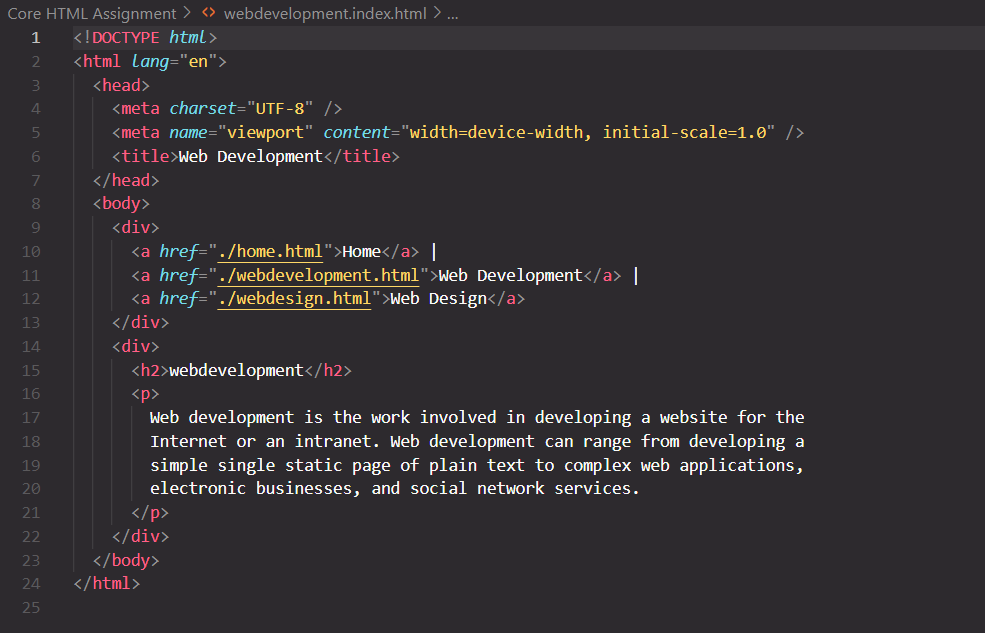 Core HTML Assignment > <> webdevelopment.index.html > ...
1 <!DOCTYPE html>
2 <html lang="en">
3   <head>
4     <meta charset="UTF-8" />
5     <meta name="viewport" content="width=device-width, initial-scale=1.0" />
6     <title>Web Development</title>
7   </head>
8   <body>
9     <div>
10       <a href="./home.html">Home</a> |
11       <a href="./webdevelopment.html">Web Development</a> |
12       <a href="./webdesign.html">Web Design</a>
13     </div>
14     <div>
15       <h2>webdevelopment</h2>
16       <p>
17         Web development is the work involved in developing a website for the
18         Internet or an intranet. Web development can range from developing a
19         simple single static page of plain text to complex web applications,
20         electronic businesses, and social network services.
21       </p>
22     </div>
23   </body>
24 </html>
25